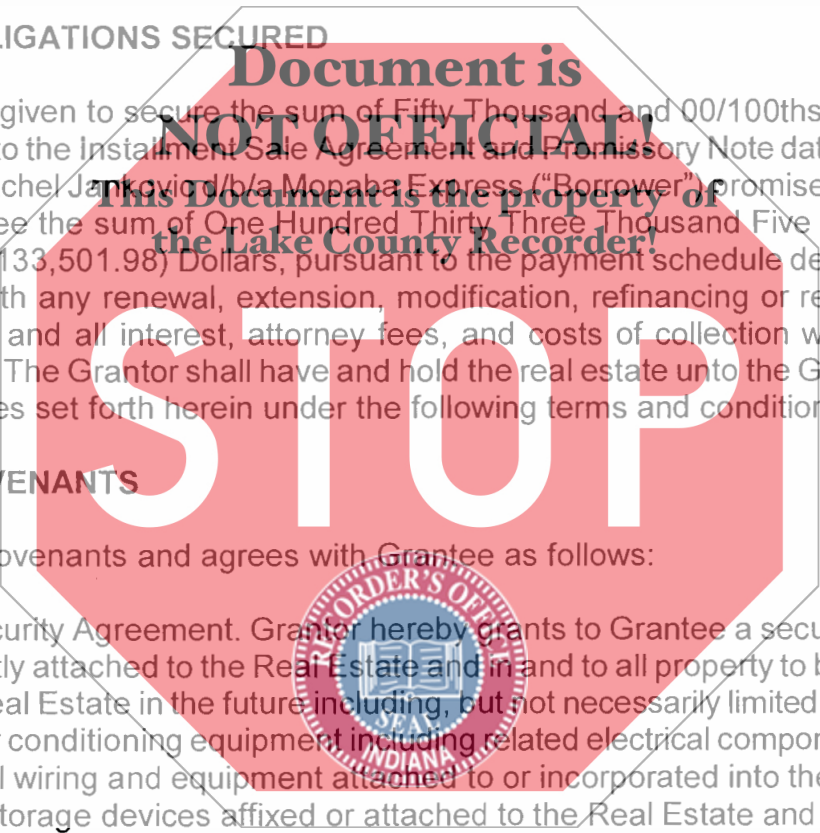 LIGATIONS SECURED
Document is
given to secure the sum of Fifty Thousand and 00/100ths
NOT OFFICIAL!
to the Installment Sale Agreement and Promissory Note dat
This Document is the property of
chel Jankovic d/b/a Mopaba Express ("Borrower") promise
ee the sum of One Hundred Thirty Three Thousand Five
the Lake County Recorder!
133,501.98) Dollars, pursuant to the payment schedule de
th any renewal, extension, modification, refinancing or re
and all interest, attorney fees, and costs of collection w
The Grantor shall have and hold the real estate unto the G
es set forth herein under the following terms and condition
STOP
VENANTS
ovenants and agrees with Grantee as follows:
RECORDER'S OFFICE
curity Agreement. Grantor hereby grants to Grantee a secu
tly attached to the Real Estate and in and to all property to b
eal Estate in the future including, but not necessarily limited
SEAL
r conditioning equipment including related electrical compor
INDIANA
l wiring and equipment attached to or incorporated into the
torage devices affixed or attached to the Real Estate and